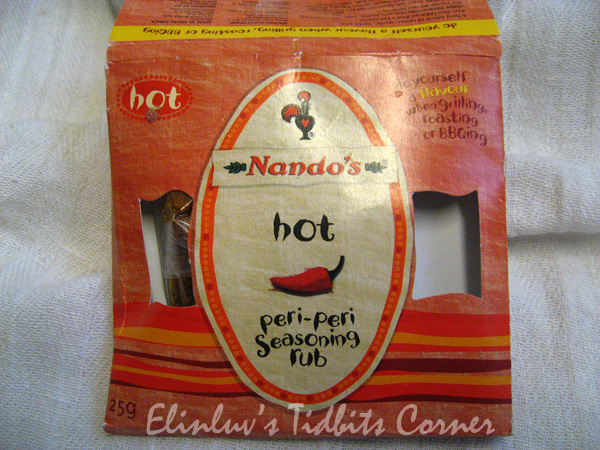 do yourself a flavour when grilling, roasting or BBQing
hot
do yourself
a flavour
when grilling,
roasting
or BBQing
Nando's
hot
peri-peri
Seasoning
rub
25g
Elinluv's Tidbits Corner